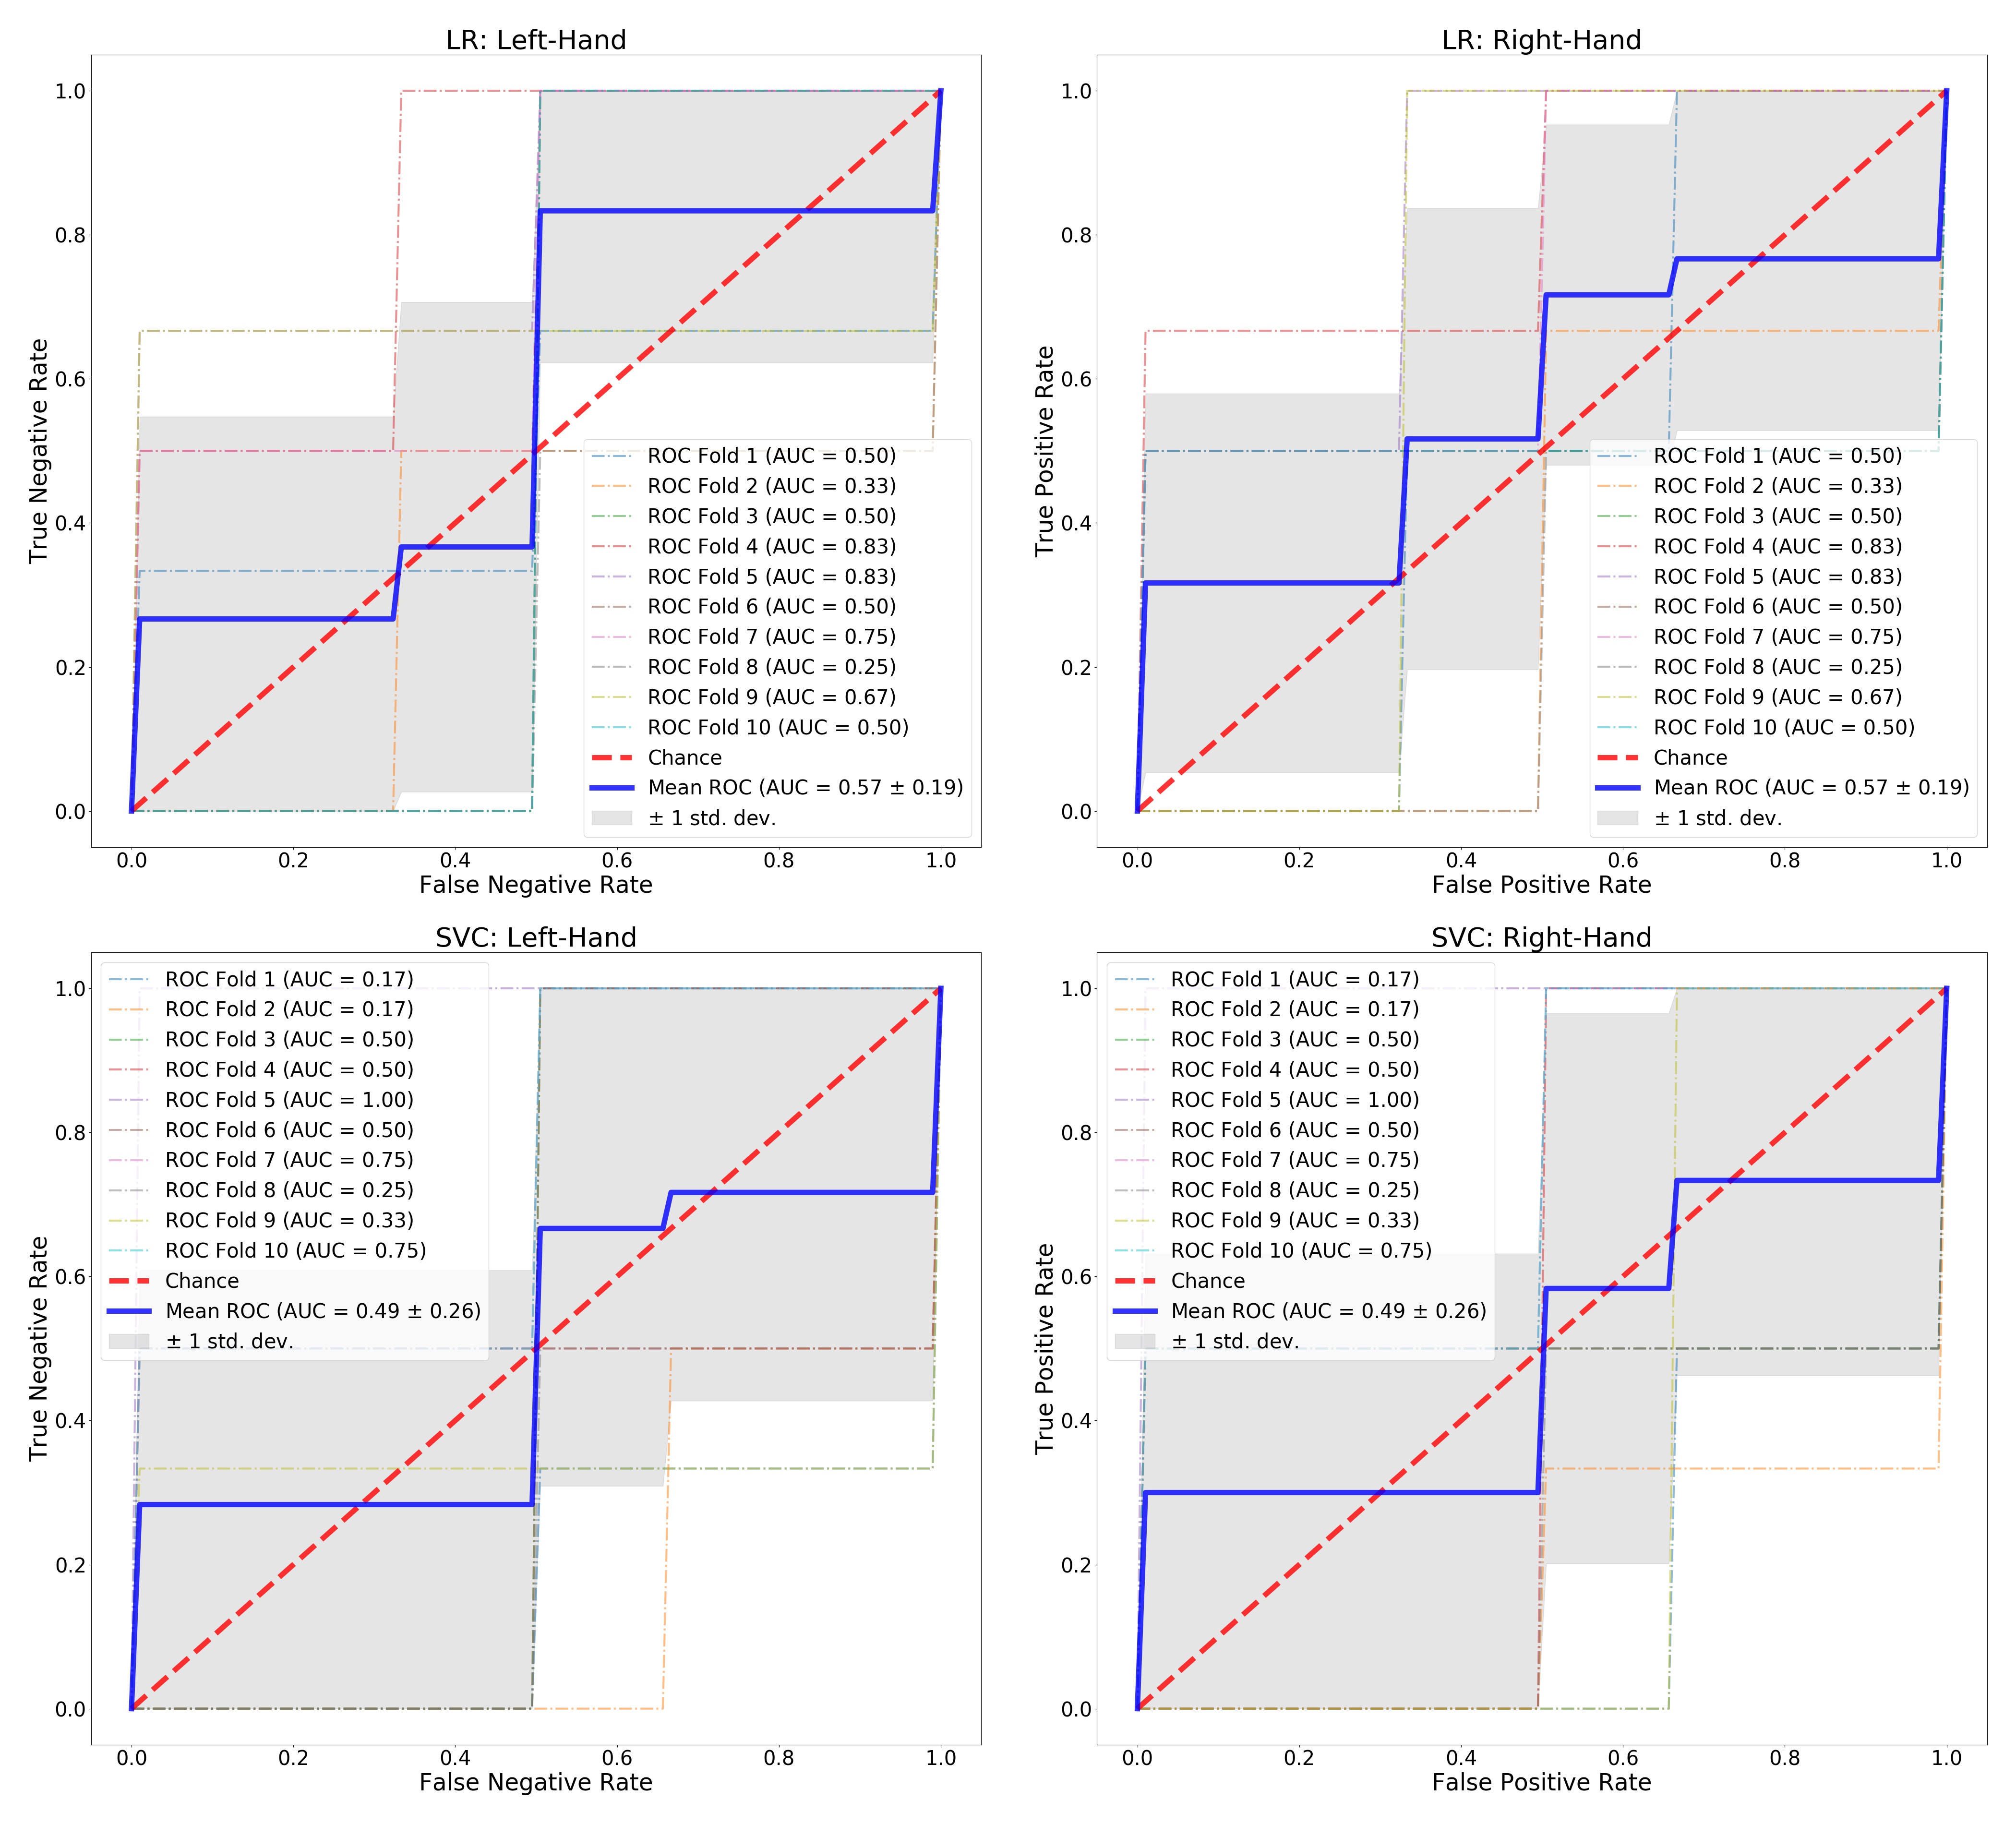 LR: Left-Hand
True Negative Rate
1.0
0.8
0.6
0.4
0.2
0.0
ROC Fold 1 (AUC = 0.50)
ROC Fold 2 (AUC = 0.33)
ROC Fold 3 (AUC = 0.50)
ROC Fold 4 (AUC = 0.83)
ROC Fold 5 (AUC = 0.83)
ROC Fold 6 (AUC = 0.50)
ROC Fold 7 (AUC = 0.75)
ROC Fold 8 (AUC = 0.25)
ROC Fold 9 (AUC = 0.67)
ROC Fold 10 (AUC = 0.50)
Chance
Mean ROC (AUC = 0.57 ± 0.19)
± 1 std. dev.
0.0 0.2 0.4 0.6 0.8 1.0
False Negative Rate
LR: Right-Hand
True Positive Rate
1.0
0.8
0.6
0.4
0.2
0.0
ROC Fold 1 (AUC = 0.50)
ROC Fold 2 (AUC = 0.33)
ROC Fold 3 (AUC = 0.50)
ROC Fold 4 (AUC = 0.83)
ROC Fold 5 (AUC = 0.83)
ROC Fold 6 (AUC = 0.50)
ROC Fold 7 (AUC = 0.75)
ROC Fold 8 (AUC = 0.25)
ROC Fold 9 (AUC = 0.67)
ROC Fold 10 (AUC = 0.50)
Chance
Mean ROC (AUC = 0.57 ± 0.19)
± 1 std. dev.
0.0 0.2 0.4 0.6 0.8 1.0
False Positive Rate
SVC: Left-Hand
True Negative Rate
1.0
0.8
0.6
0.4
0.2
0.0
ROC Fold 1 (AUC = 0.17)
ROC Fold 2 (AUC = 0.17)
ROC Fold 3 (AUC = 0.50)
ROC Fold 4 (AUC = 0.50)
ROC Fold 5 (AUC = 1.00)
ROC Fold 6 (AUC = 0.50)
ROC Fold 7 (AUC = 0.75)
ROC Fold 8 (AUC = 0.25)
ROC Fold 9 (AUC = 0.33)
ROC Fold 10 (AUC = 0.75)
Chance
Mean ROC (AUC = 0.49 ± 0.26)
± 1 std. dev.
0.0 0.2 0.4 0.6 0.8 1.0
False Negative Rate
SVC: Right-Hand
True Positive Rate
1.0
0.8
0.6
0.4
0.2
0.0
ROC Fold 1 (AUC = 0.17)
ROC Fold 2 (AUC = 0.17)
ROC Fold 3 (AUC = 0.50)
ROC Fold 4 (AUC = 0.50)
ROC Fold 5 (AUC = 1.00)
ROC Fold 6 (AUC = 0.50)
ROC Fold 7 (AUC = 0.75)
ROC Fold 8 (AUC = 0.25)
ROC Fold 9 (AUC = 0.33)
ROC Fold 10 (AUC = 0.75)
Chance
Mean ROC (AUC = 0.49 ± 0.26)
± 1 std. dev.
0.0 0.2 0.4 0.6 0.8 1.0
False Positive Rate